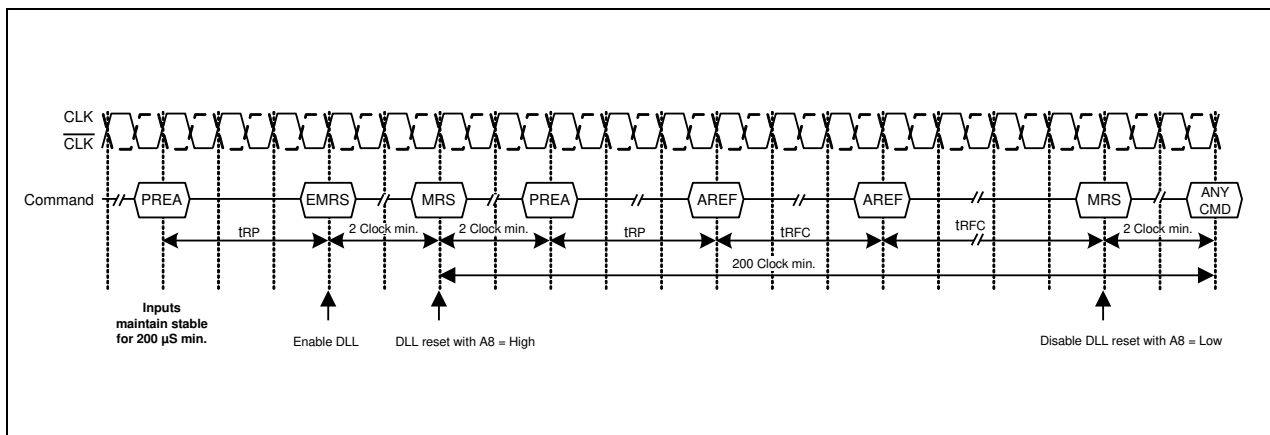 CLK
CLK
Command
PREA
EMRS
MRS
PREA
AREF
AREF
MRS
ANY
CMD
tRP
2 Clock min.
2 Clock min.
tRP
tRFC
tRFC
2 Clock min.
200 Clock min.
Inputs
maintain stable
for 200 µS min.
Enable DLL
DLL reset with A8 = High
Disable DLL reset with A8 = Low